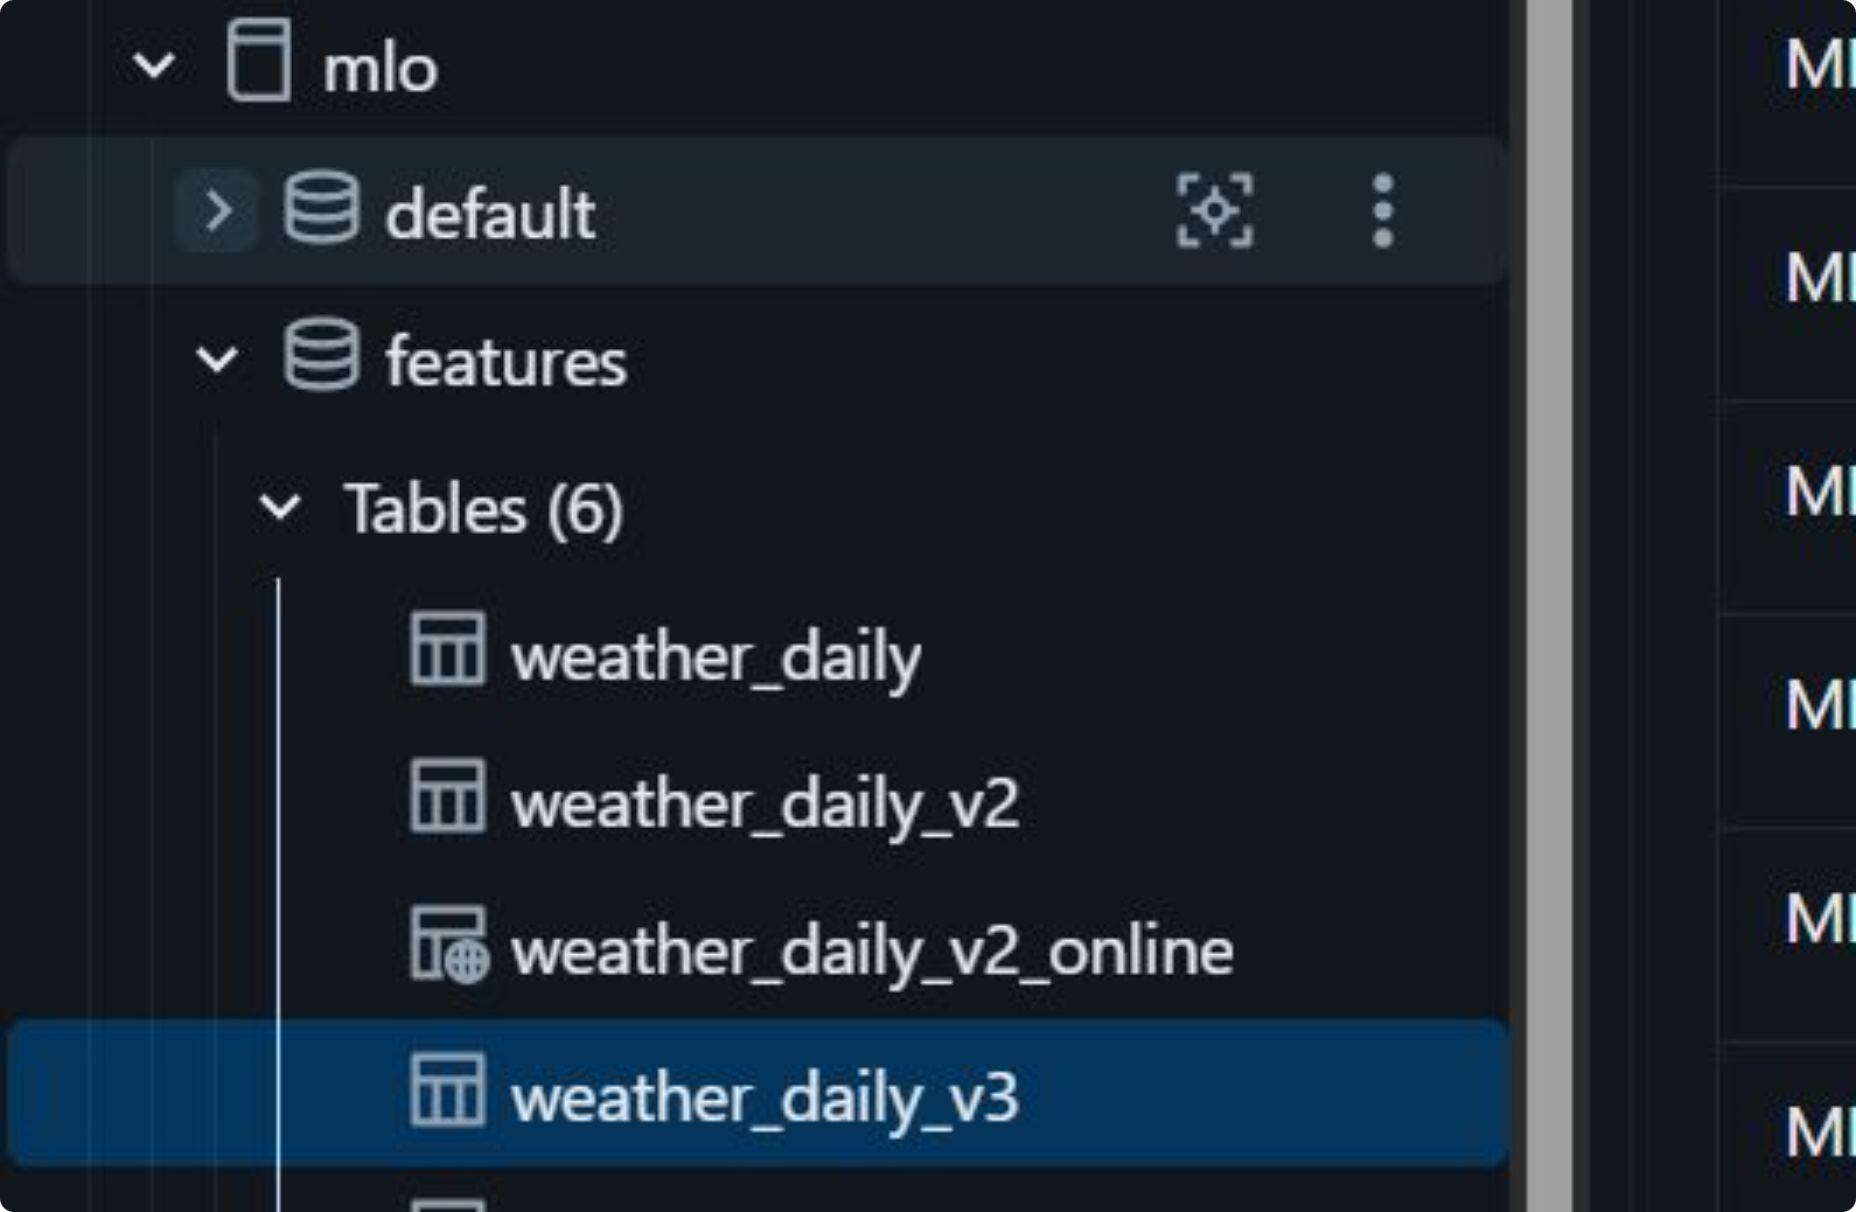 mlo
default
features
Tables (6)
weather_daily
weather_daily_v2
weather_daily_v2_online
weather_daily_v3